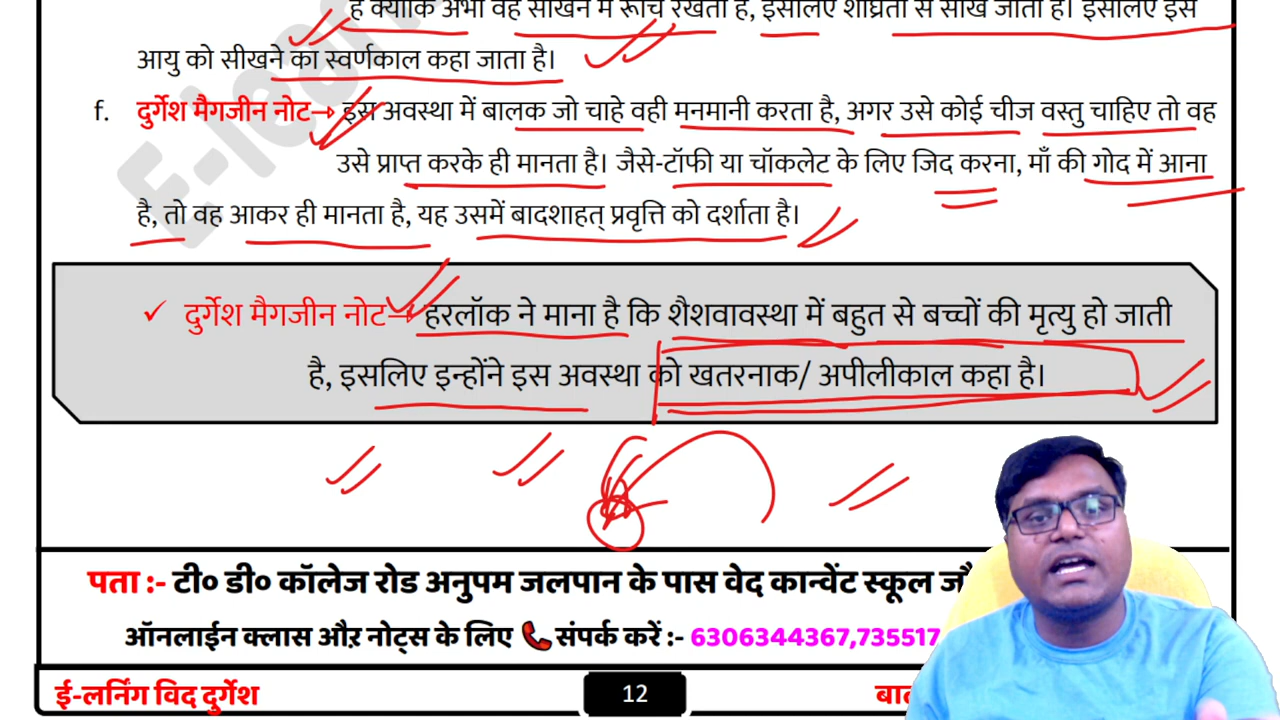 है क्योंकि अभी वह सीखने में रूचि रखता है, इसलिए शीघ्रता से सीख जाता है। इसलिए इस
आयु को सीखने का स्वर्णकाल कहा जाता है।
f. दुर्गेश मैगजीन नोट→ इस अवस्था में बालक जो चाहे वही मनमानी करता है, अगर उसे कोई चीज वस्तु चाहिए तो वह
उसे प्राप्त करके ही मानता है। जैसे-टॉफी या चॉकलेट के लिए जिद करना, माँ की गोद में आना
है, तो वह आकर ही मानता है, यह उसमें बादशाहत् प्रवृत्ति को दर्शाता है।
✓ दुर्गेश मैगजीन नोट→ हरलॉक ने माना है कि शैशवावस्था में बहुत से बच्चों की मृत्यु हो जाती
है, इसलिए इन्होंने इस अवस्था को खतरनाक/ अपीलीकाल कहा है।
पता :- टी० डी० कॉलेज रोड अनुपम जलपान के पास वेद कान्वेंट स्कूल
ऑनलाईन क्लास और नोट्स के लिए 📞संपर्क करें :- 6306344367,735517
ई-लर्निंग विद दुर्गेश
12
E-lear